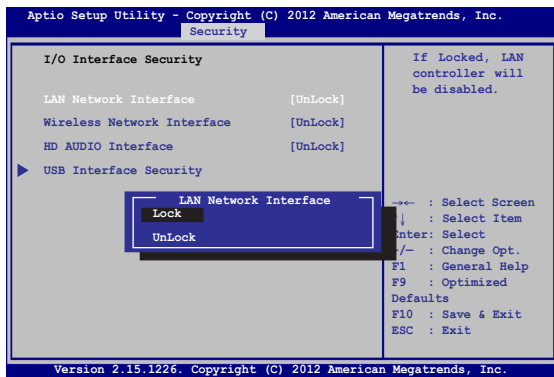 Aptio Setup Utility - Copyright (C) 2012 American Megatrends, Inc.
Security
I/O Interface Security
LAN Network Interface [UnLock]
Wireless Network Interface [UnLock]
HD AUDIO Interface [UnLock]
USB Interface Security
If Locked, LAN
controller will
be disabled.
LAN Network Interface
Lock
UnLock
→← : Select Screen
↓ : Select Item
Enter: Select
/— : Change Opt.
F1 : General Help
F9 : Optimized
Defaults
F10 : Save & Exit
ESC : Exit
Version 2.15.1226. Copyright (C) 2012 American Megatrends, Inc.